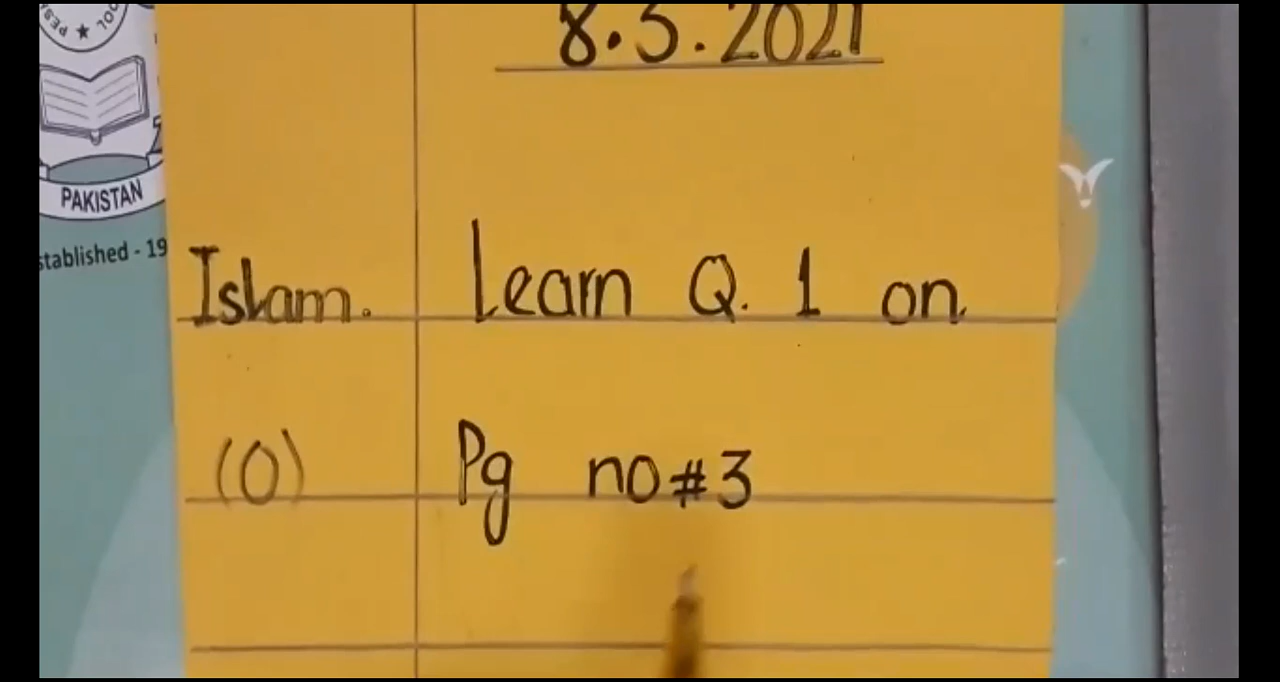 8.3.2021
PAKISTAN
stablished - 19
Islam. Learn Q. 1 on
(O) Pg no#3